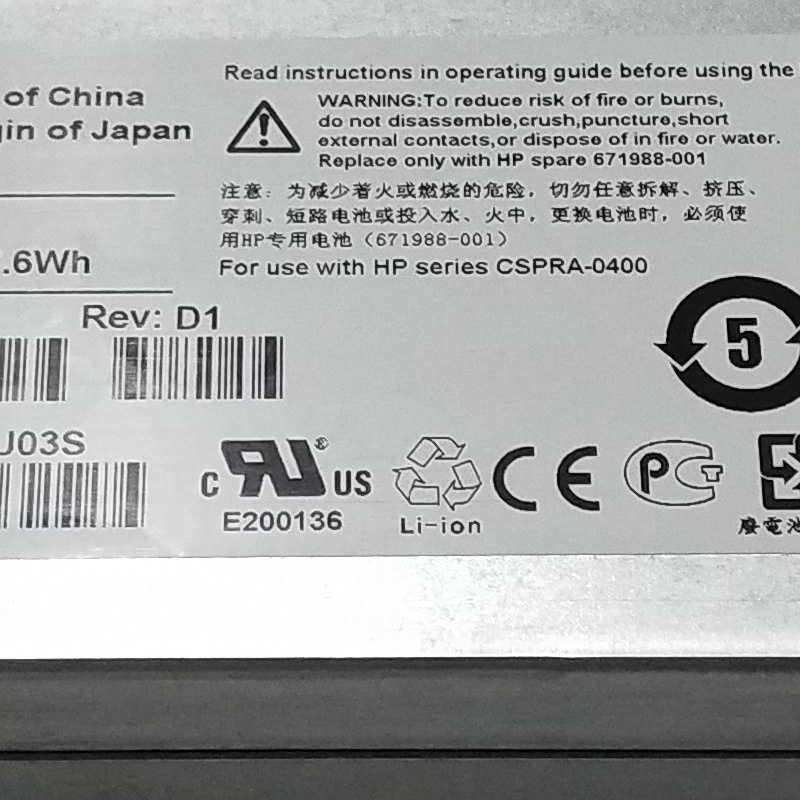 of China
in of Japan
.6Wh
Rev: D1
J03S
Read instructions in operating guide before using the
WARNING:To reduce risk of fire or burns,
do not disassemble,crush,puncture,short
external contacts,or dispose of in fire or water.
Replace only with HP spare 671988-001
注意：为减少着火或燃烧的危险，切勿任意拆解、挤压、
穿刺、短路电池或投入水、火中，更换电池时，必须使
用HP专用电池（671988-001）
For use with HP series CSPRA-0400
5
C RU ® US
E200136
Li-ion
CE
PCT
廢電池